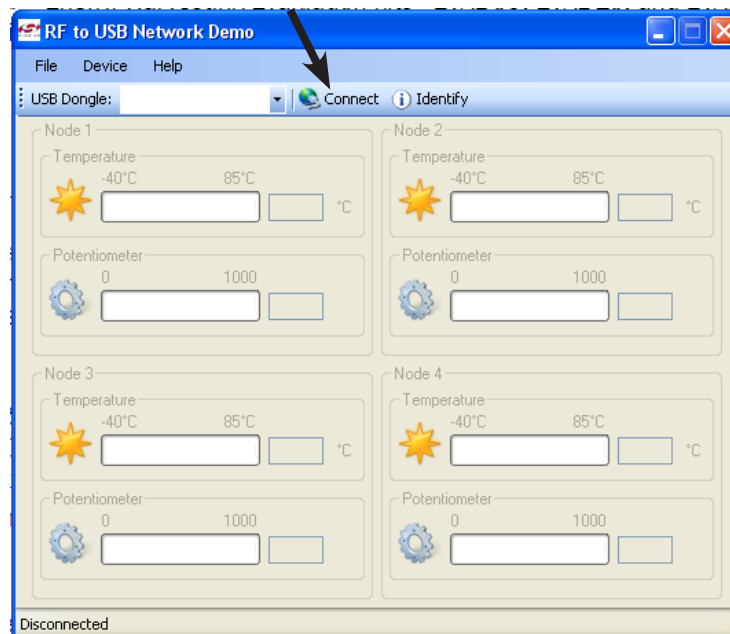 RF to USB Network Demo
File Device Help
USB Dongle: Connect Identify
Node 1
Temperature
-40°C 85°C
°C
Potentiometer
0 1000
Node 2
Temperature
-40°C 85°C
°C
Potentiometer
0 1000
Node 3
Temperature
-40°C 85°C
°C
Potentiometer
0 1000
Node 4
Temperature
-40°C 85°C
°C
Potentiometer
0 1000
Disconnected